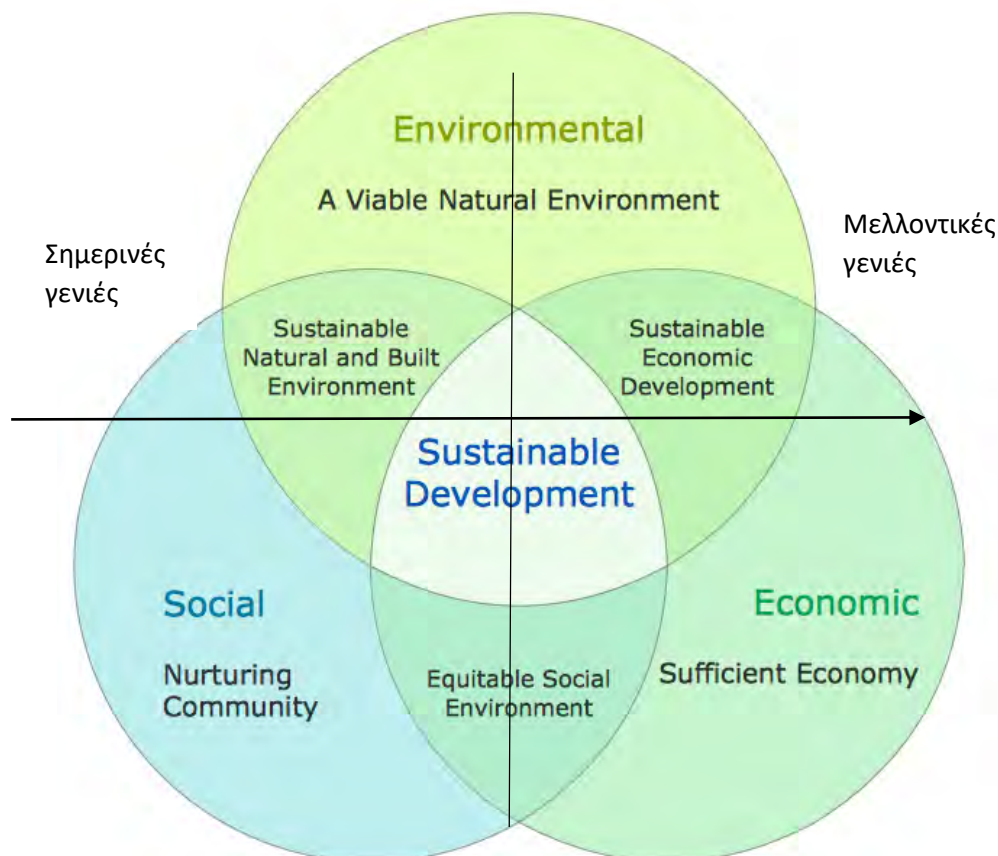 Environmental
A Viable Natural Environment
Σημερινές
γενιές
Μελλοντικές
γενιές
Sustainable
Natural and Built
Environment
Sustainable
Economic
Development
Sustainable
Development
Social
Nurturing
Community
Equitable Social
Environment
Economic
Sufficient Economy